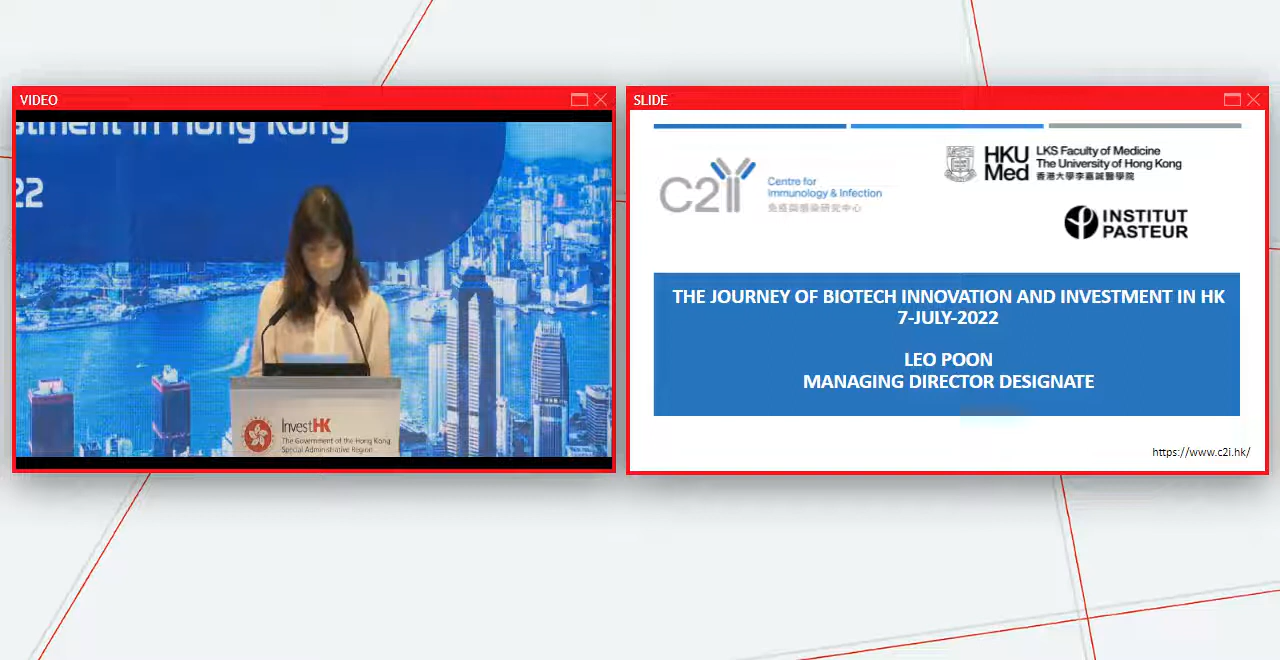 VIDEO
stment in Hong Kong
22
InvestHK
The Government of the Hong Kong
Special Administrative Region
SLIDE
C2I
Centre for
Immunology & Infection
免疫與感染研究中心
HKU
Med
LKS Faculty of Medicine
The University of Hong Kong
香港大學李嘉誠醫學院
INSTITUT
PASTEUR
THE JOURNEY OF BIOTECH INNOVATION AND INVESTMENT IN HK
7-JULY-2022
LEO POON
MANAGING DIRECTOR DESIGNATE
https://www.c2i.hk/